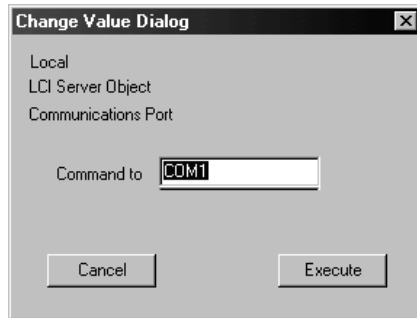 Change Value Dialog
Local
LCI Server Object
Communications Port
Command to COM1
Cancel Execute